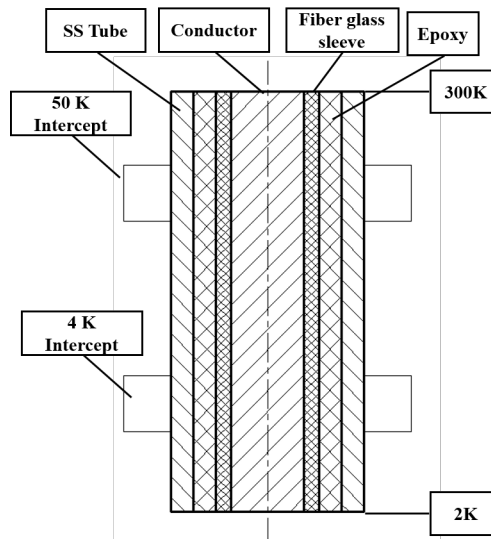 SS Tube
Conductor
Fiber glass
sleeve
Epoxy
50 K
Intercept
300K
4 K
Intercept
2K